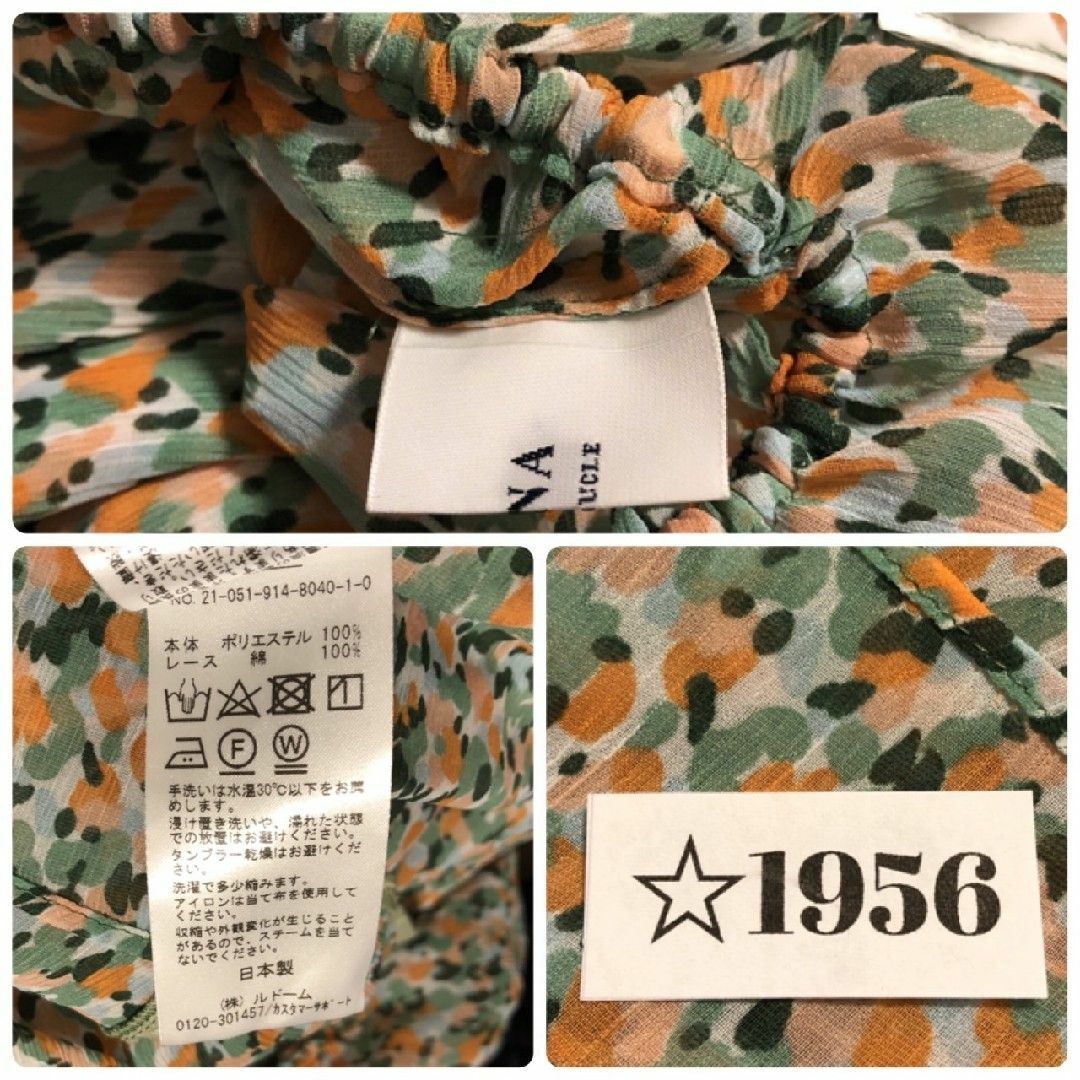 NA
UCLE
NO. 21-051-914-8040-1-0
本体 ポリエステル 100%
レース 綿 100%
F W
手洗いは水温30℃以下をお薦
めします。
浸け置き洗いや、濡れた状態
での放置はお避けください。
タンブラー乾燥はお避けくだ
さい。
洗濯で多少縮みます。
アイロンは当て布を使用して
ください。
収縮や外観変化が生じること
があるので、スチームを当て
ないでください。
日本製
(株) ルドーム
0120-301457/カスタマーサポート
☆1956